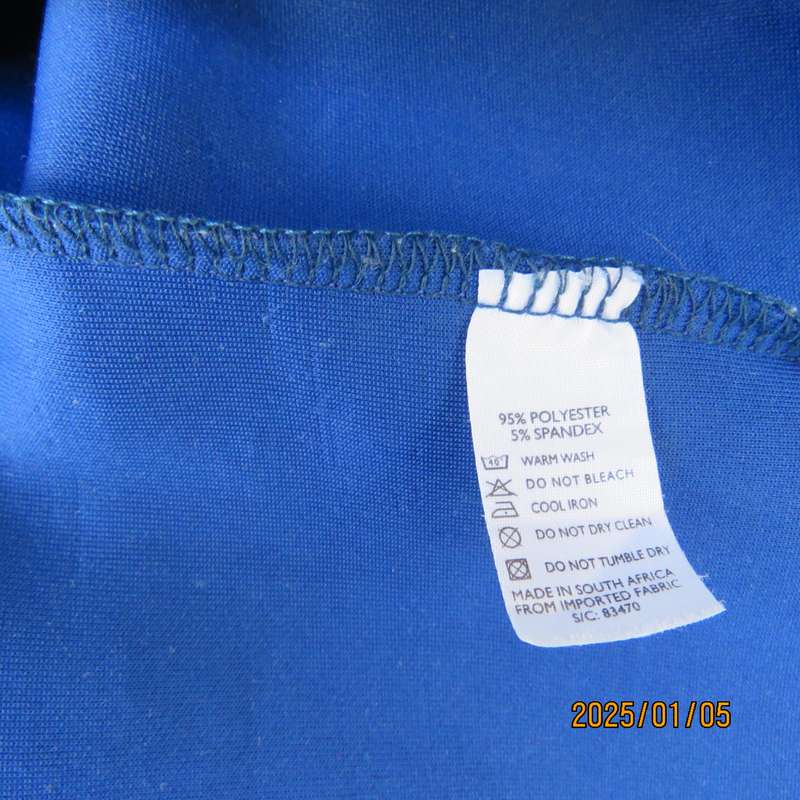 95% POLYESTER
5% SPANDEX
40° WARM WASH
DO NOT BLEACH
COOL IRON
DO NOT DRY CLEAN
DO NOT TUMBLE DRY
MADE IN SOUTH AFRICA
FROM IMPORTED FABRIC
S/C: 83470
2025/01/05